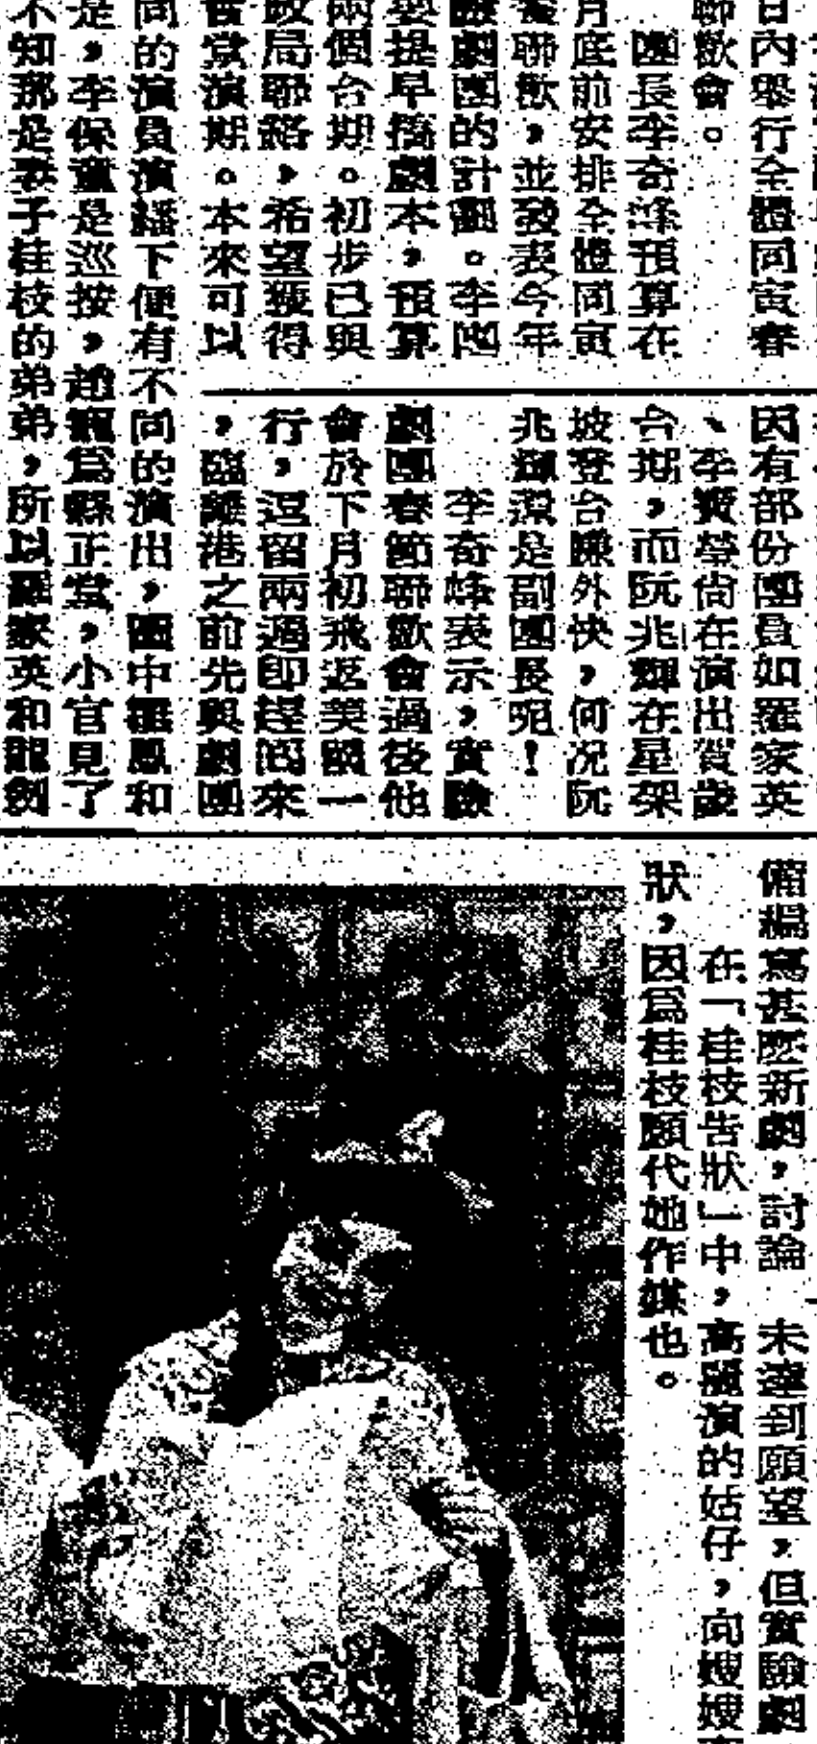 日內舉行全體同寅春
聯歡會。
團長李奇峰預算在
月底前安排全體同寅
春聯歡，並發表今年
驗劇團的計劃。李
要提早搞劇本，預算
兩個台期。初步已與
政局聯絡，希望獲得
會堂演期。本來可以
因有部份團員如羅家英
、李寶瑩尚在演出賀歲
台期，而阮兆輝在星架
坡登台賺外快，何況阮
兆輝還是副團長呢！
李奇峰表示，實驗
劇團春節聯歡會過後他
會於下月初飛返美國一
行，逗留兩週即趕回來
，臨離港之前先與劇團
同的演員演下便有不同的演出，圖中鳳和
是，李保童是巡按，趙寵爲縣正堂，小官見了
不知那是妻子桂枝的弟弟，所以羅家英和龍劍
備編寫甚麽新劇，討論
未達到願望，但實驗劇
在「桂枝告狀」中，高麗演的姑仔，向嫂嫂
狀，因爲桂枝願代她作媒也。